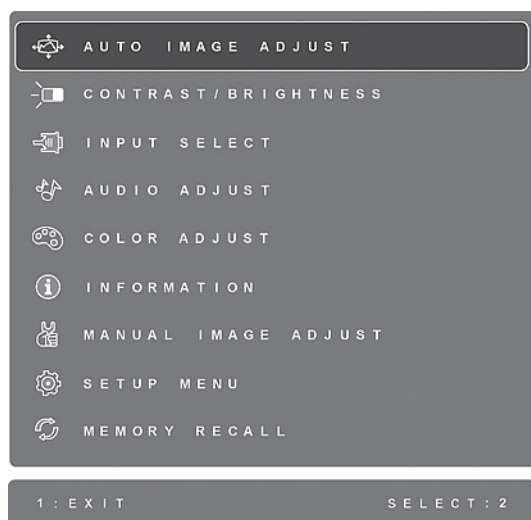 AUTO IMAGE ADJUST
CONTRAST/BRIGHTNESS
INPUT SELECT
AUDIO ADJUST
COLOR ADJUST
INFORMATION
MANUAL IMAGE ADJUST
SETUP MENU
MEMORY RECALL
1:EXIT SELECT:2